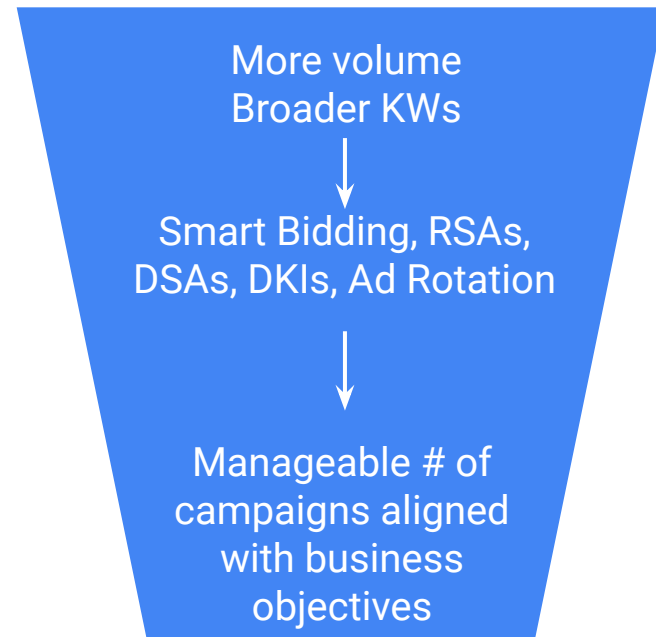 More volume
Broader KWs
Smart Bidding, RSAs,
DSAs, DKIs, Ad Rotation
Manageable # of
campaigns aligned
with business
objectives